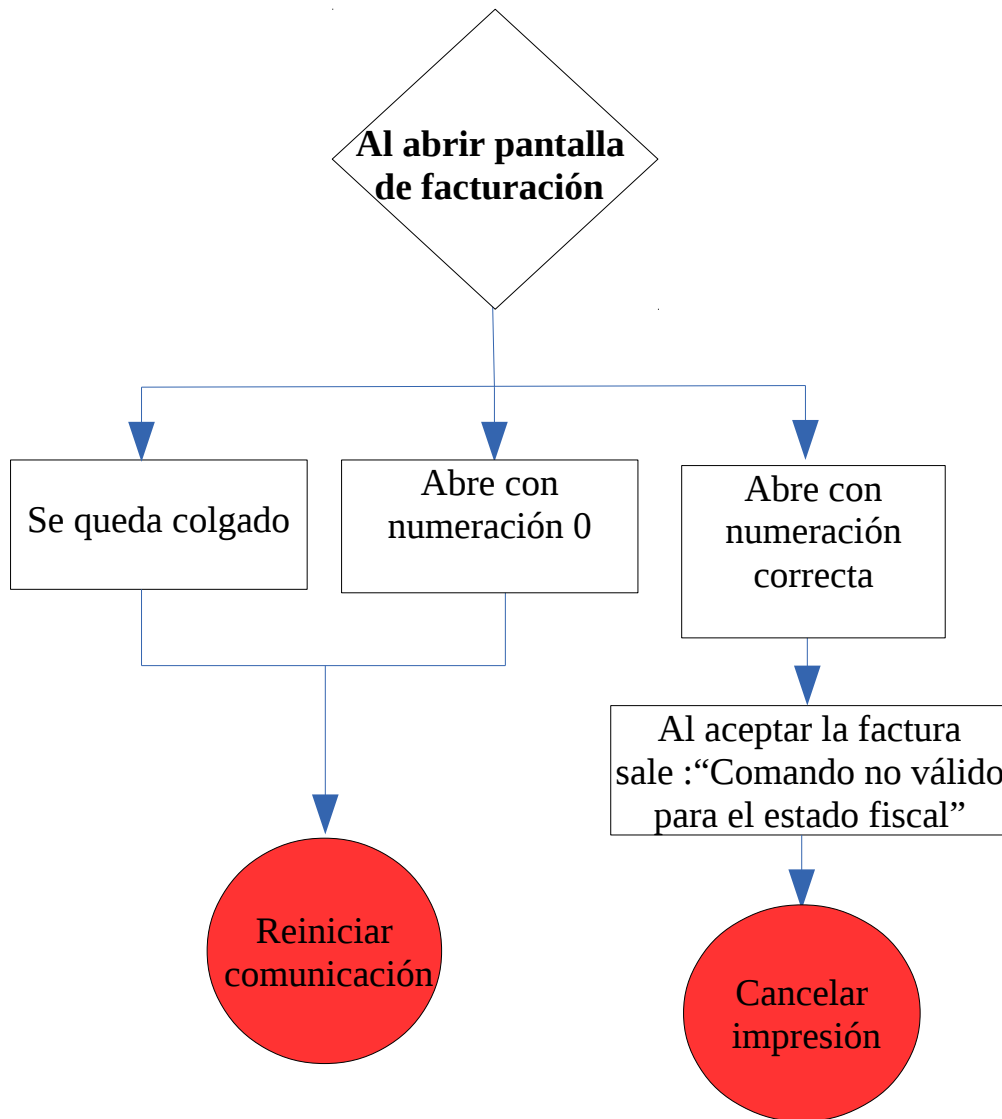 Al abrir pantalla
de facturación
Se queda colgado
Abre con
numeración 0
Abre con
numeración
correcta
Al aceptar la factura
sale :“Comando no válido
para el estado fiscal”
Reiniciar
comunicación
Cancelar
impresión